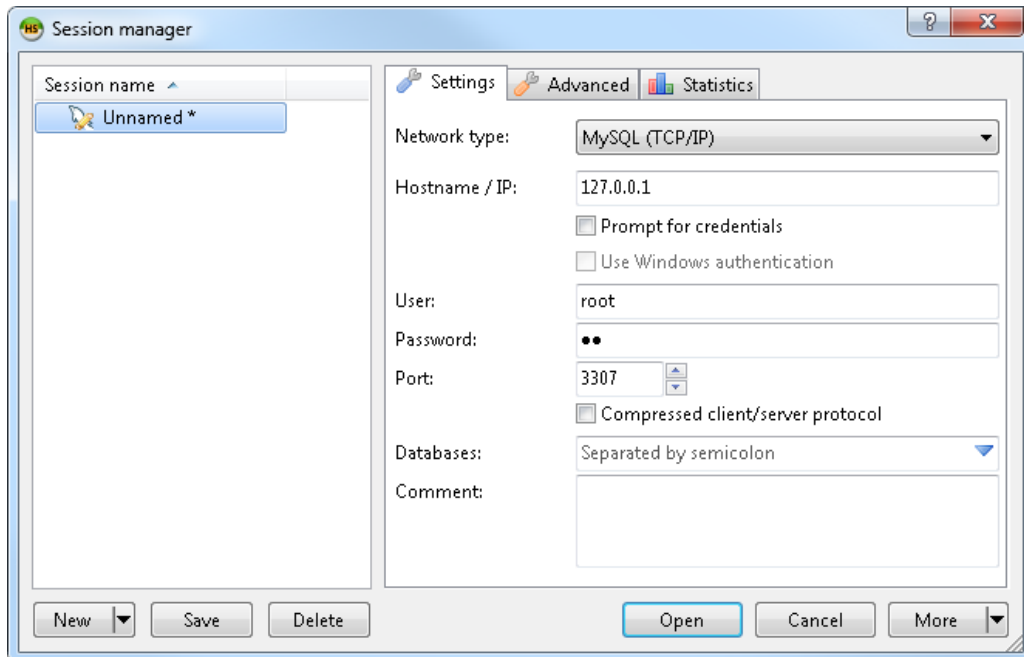 HS Session manager
Session name
Unnamed *
Settings Advanced Statistics
Network type: MySQL (TCP/IP)
Hostname / IP: 127.0.0.1
Prompt for credentials
Use Windows authentication
User: root
Password: ●●
Port: 3307
Compressed client/server protocol
Databases: Separated by semicolon
Comment:
New Save Delete Open Cancel More